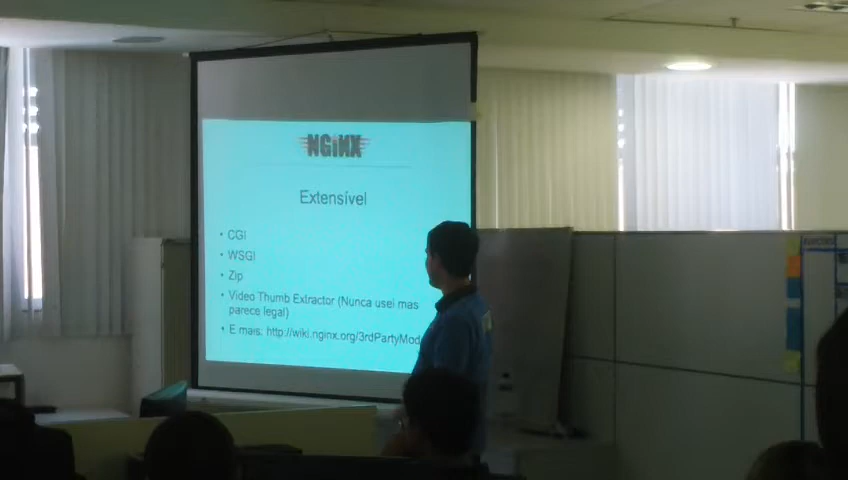 NGiNX
Extensível
• CGI
• WSGI
• Zip
• Video Thumb Extractor (Nunca usei mas
parece legal)
• E mais: http://wiki.nginx.org/3rdPartyMod